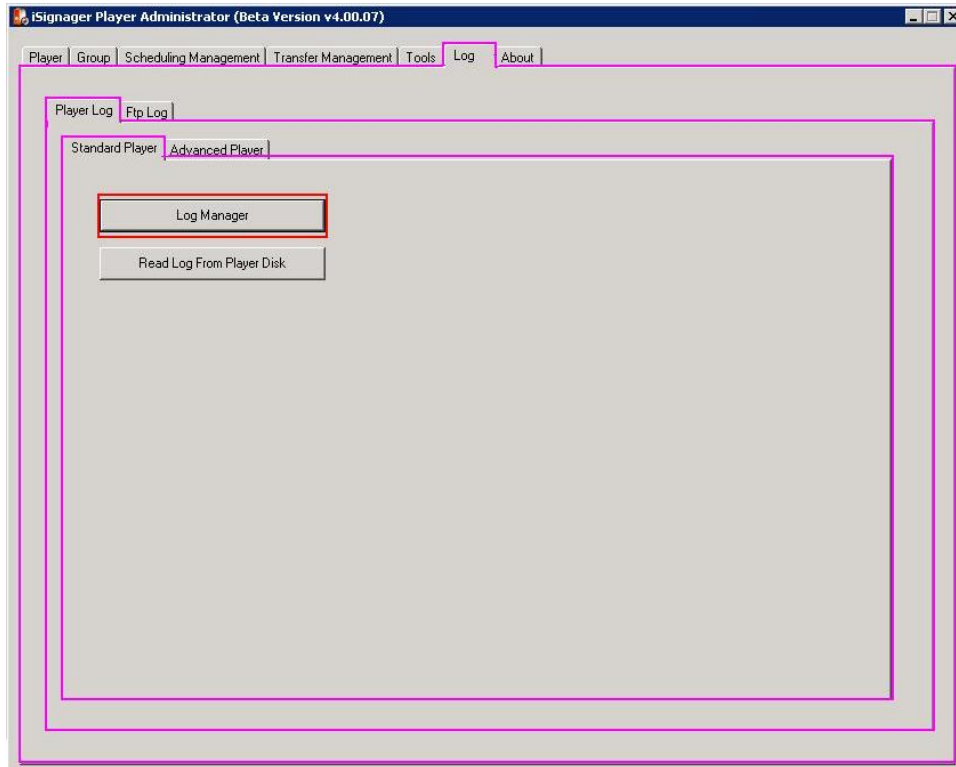 iSignager Player Administrator (Beta Version v4.00.07)
Player Group Scheduling Management Transfer Management Tools Log About
Player Log Ftp Log
Standard Player Advanced Player
Log Manager
Read Log From Player Disk